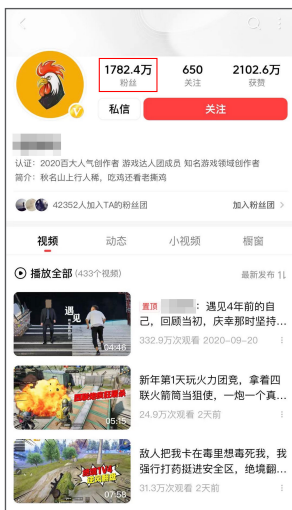 1782.4万
650
2102.6万
粉丝
关注
获赞
私信
关注
认证：2020百大人气创作者 游戏达人团成员 知名游戏领域创作者
简介：秋名山上行人稀，吃鸡还看老撕鸡
42352人加入TA的粉丝团
加入粉丝团 >
视频
动态
小视频
橱窗
播放全部 (433个视频)
最新发布
遇见
04:46
置顶 ：遇见4年前的自
己，回顾当初，庆幸那时坚持...
332.9万次观看 2020-09-20
05:15
新年第1天玩火力团竞，拿着四
联火箭筒当狙使，一炮一个真...
24.9万次观看 2天前
07:58
敌人把我卡在毒里想毒死我，我
强行打药挺进安全区，绝境翻...
31.3万次观看 2天前